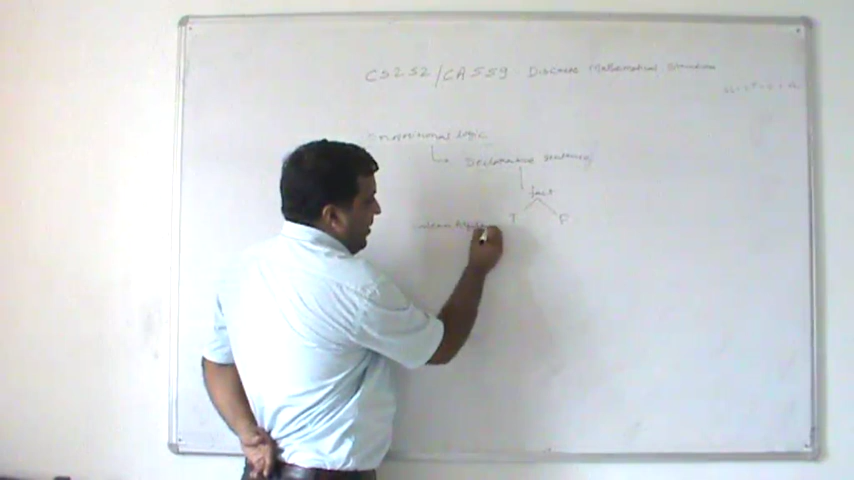 CS252/CA559: Discrete Mathematical Structures
Propositional logic
Declarative sentences
fact
T F